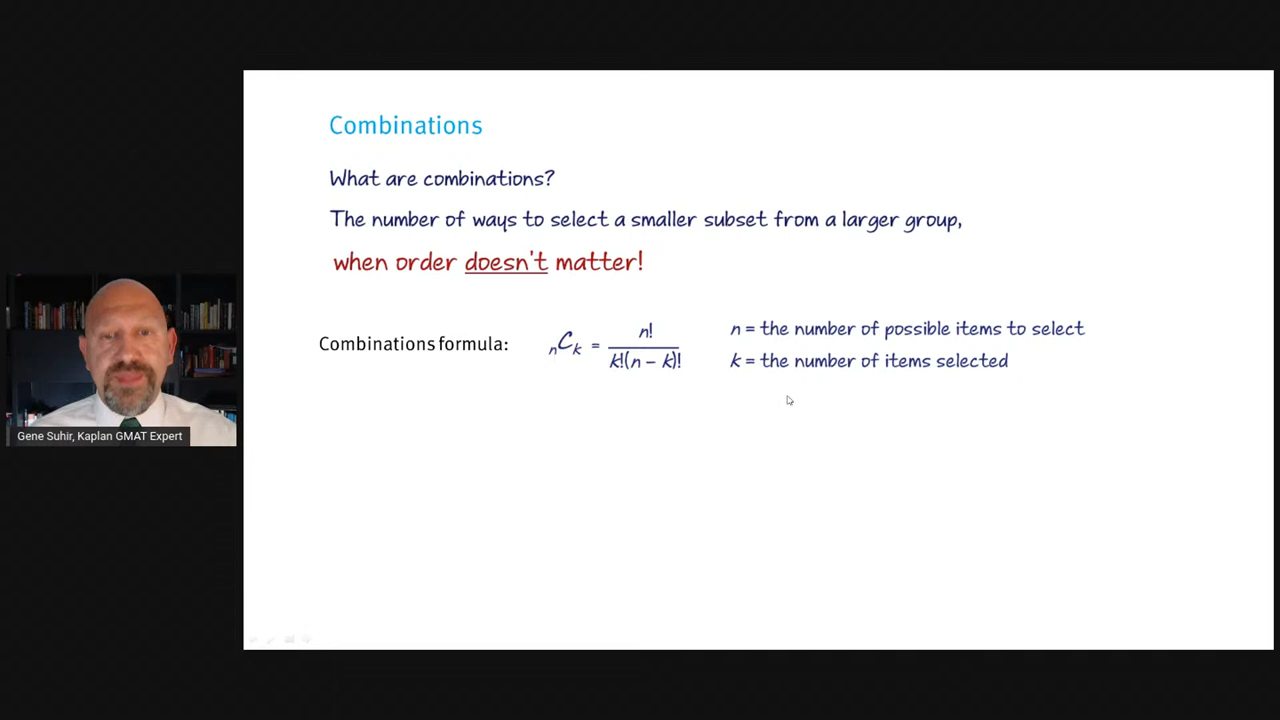 Combinations
What are combinations?
The number of ways to select a smaller subset from a larger group,
when order doesn't matter!
Combinations formula: nCk = n! / k!(n – k)!
n = the number of possible items to select
k = the number of items selected
Gene Suhir, Kaplan GMAT Expert